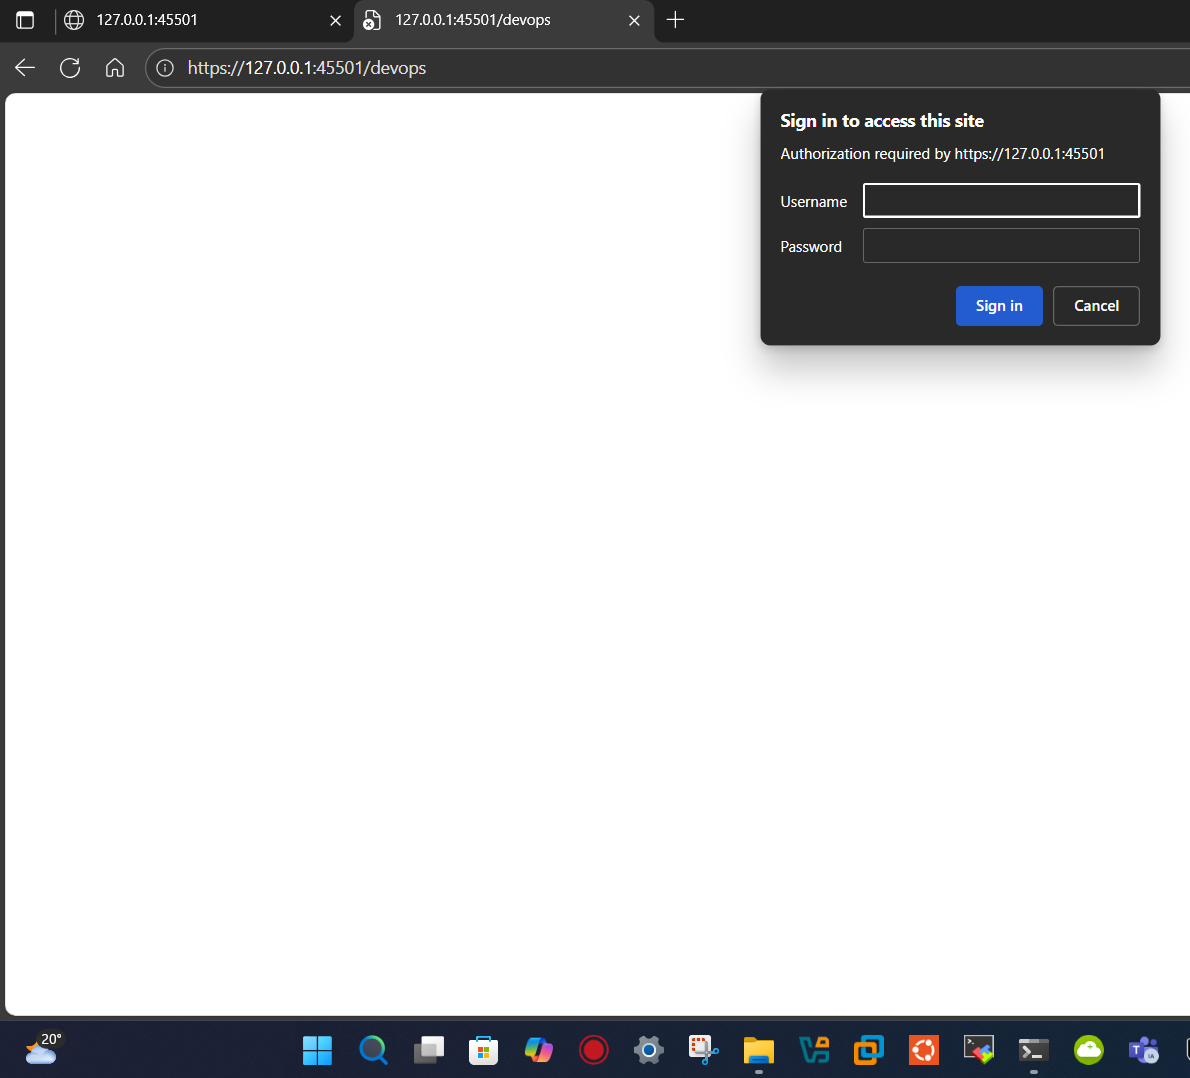 127.0.0.1:45501
127.0.0.1:45501/devops
https://127.0.0.1:45501/devops
Sign in to access this site
Authorization required by https://127.0.0.1:45501
Username
Password
Sign in
Cancel
20°